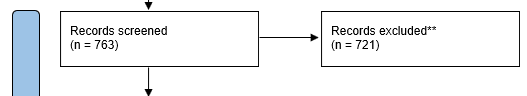 Records screened
(n = 763)
Records excluded**
(n = 721)